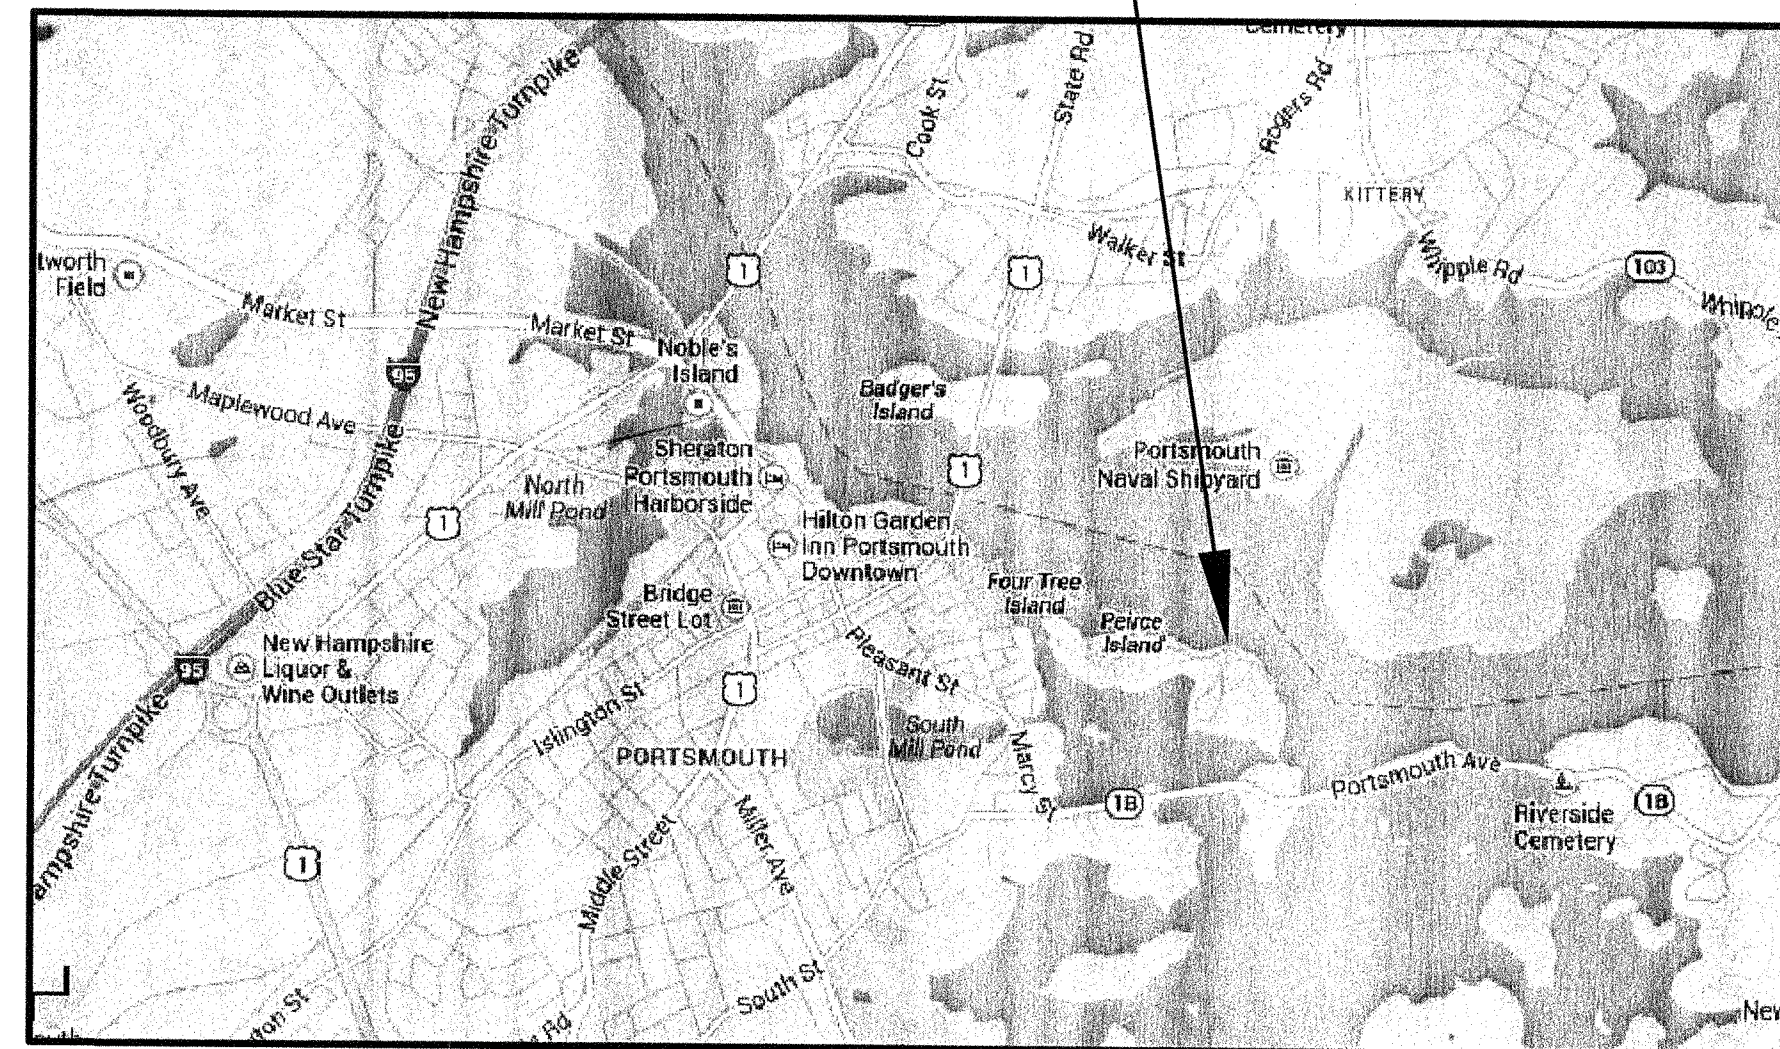 Cemetery
New Hampshire Turnpike
Cook St
State Rd
Rogers Rd
KITTERY
1
1
Walker St
Whipple Rd
103
tworth
Field
Market St
Market St
Noble's
Island
95
Badger's
Island
Maplewood Ave
Woodbury Ave
Sheraton
Portsmouth
Harborside
1
Portsmouth
Naval Shipyard
North
Mill Pond
1
Hilton Garden
Inn Portsmouth
Downtown
Blue Star Turnpike
Four Tree
Island
Bridge
Street Lot
Peirce
Island
New Hampshire
Liquor &
Wine Outlets
95
Pleasant St
1
Islington St
South
Mill Pond
PORTSMOUTH
Marcy St
Portsmouth Ave
1B
1B
Riverside
Cemetery
ampshire Turnpike
Middle Street
Miller Ave
1
South St
gton St
Rd
New